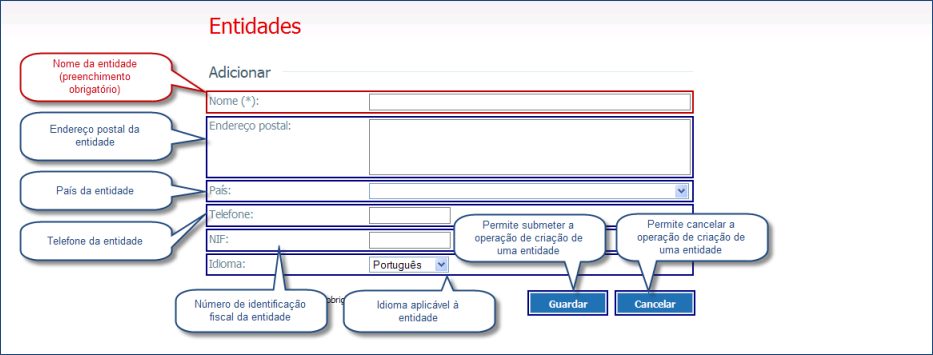 Entidades
Adicionar
Nome da entidade
(preenchimento
obrigatório)
Nome (*):
Endereço postal da
entidade
Endereço postal:
País da entidade
País:
Telefone da entidade
Telefone:
NIF:
Idioma:
Português
Permite submeter a
operação de criação de
uma entidade
Permite cancelar a
operação de criação de
uma entidade
Número de identificação
fiscal da entidade
Idioma aplicável à
entidade
Guardar
Cancelar